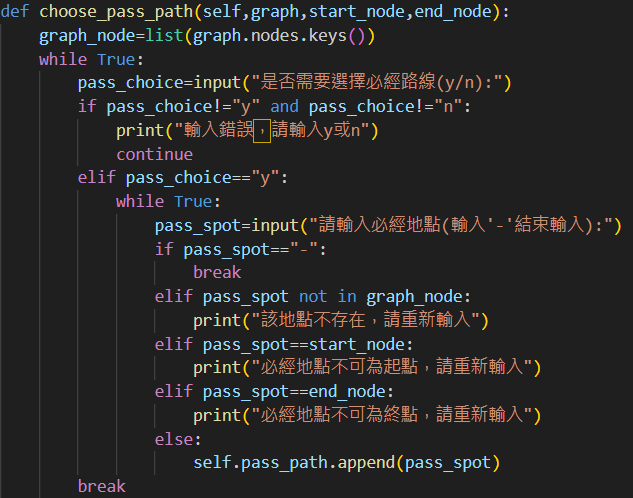 def choose_pass_path(self,graph,start_node,end_node):
    graph_node=list(graph.nodes.keys())
    while True:
        pass_choice=input("是否需要選擇必經路線(y/n):")
        if pass_choice!="y" and pass_choice!="n":
            print("輸入錯誤，請輸入y或n")
            continue
        elif pass_choice=="y":
            while True:
                pass_spot=input("請輸入必經地點(輸入'-'結束輸入):")
                if pass_spot=="-":
                    break
                elif pass_spot not in graph_node:
                    print("該地點不存在，請重新輸入")
                elif pass_spot==start_node:
                    print("必經地點不可為起點，請重新輸入")
                elif pass_spot==end_node:
                    print("必經地點不可為終點，請重新輸入")
                else:
                    self.pass_path.append(pass_spot)
        break